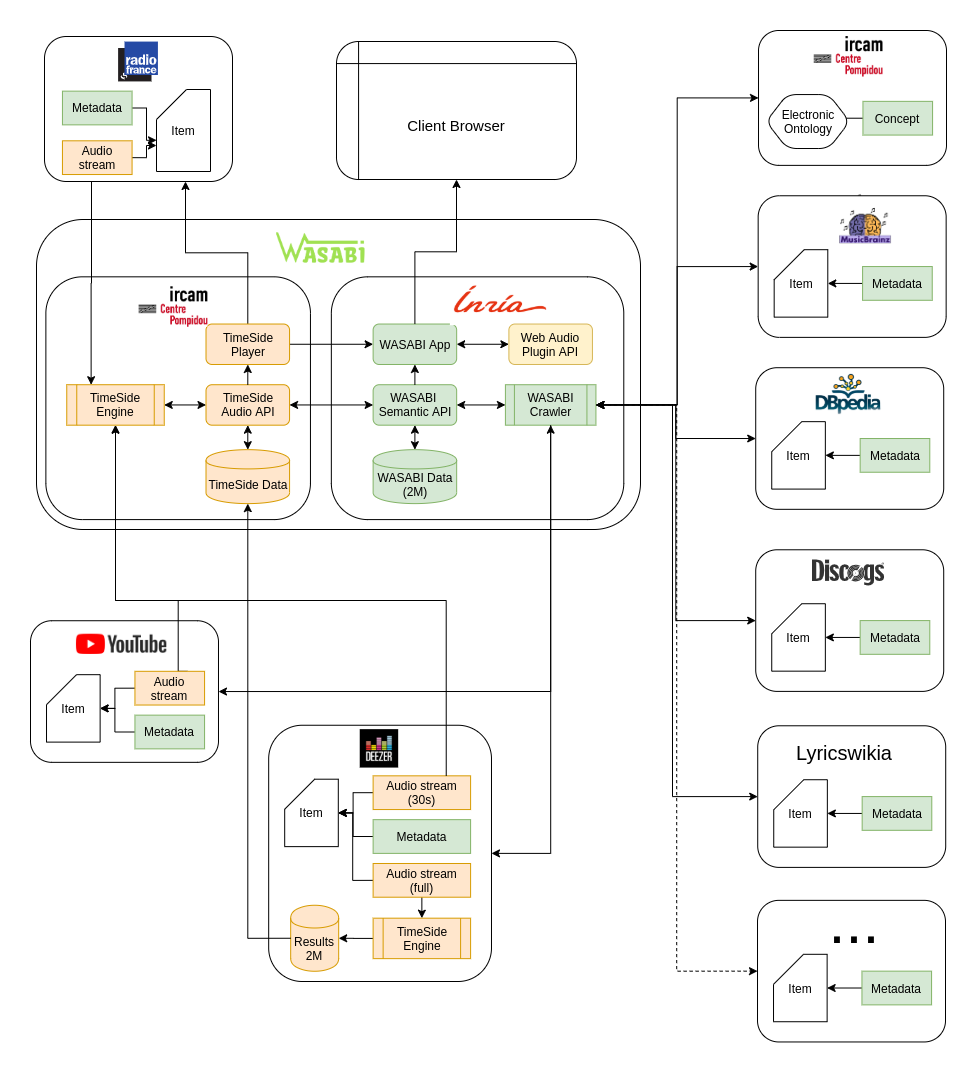 radio
france
Metadata
Audio
stream
Item
Client Browser
WASABI
ircam
Centre
Pompidou
TimeSide
Player
TimeSide
Engine
TimeSide
Audio API
TimeSide Data
Inría
WASABI App
Web Audio
Plugin API
WASABI
Semantic API
WASABI
Crawler
WASABI Data
(2M)
YouTube
Item
Audio
stream
Metadata
DEEZER
Item
Audio stream
(30s)
Metadata
Audio stream
(full)
TimeSide
Engine
Results
2M
ircam
Centre
Pompidou
Electronic
Ontology
Concept
MusicBrainz
Item
Metadata
DBpedia
Item
Metadata
Discogs
Item
Metadata
Lyricswikia
Item
Metadata
...
Item
Metadata